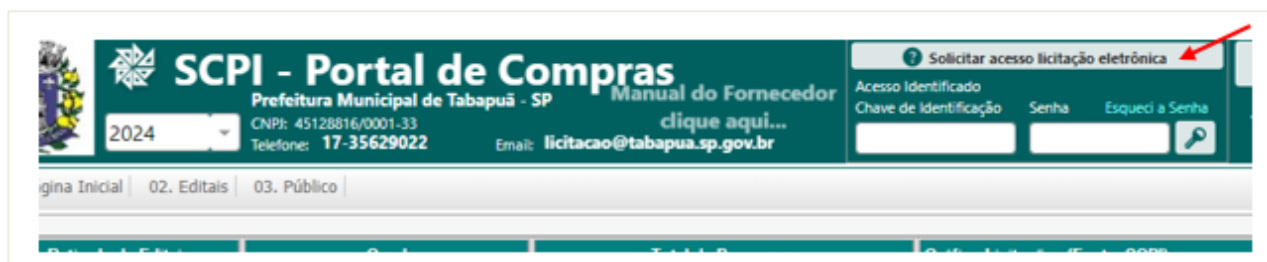 SCPI - Portal de Compras
Prefeitura Municipal de Tabapuã - SP
Manual do Fornecedor
clique aqui...
2024
CNPJ: 45128816/0001-33
Telefone: 17-35629022 Email: licitacao@tabapua.sp.gov.br
Solicitar acesso licitação eletrônica
Acesso Identificado
Chave de Identificação Senha Esqueci a Senha
gina Inicial 02. Editais 03. Público